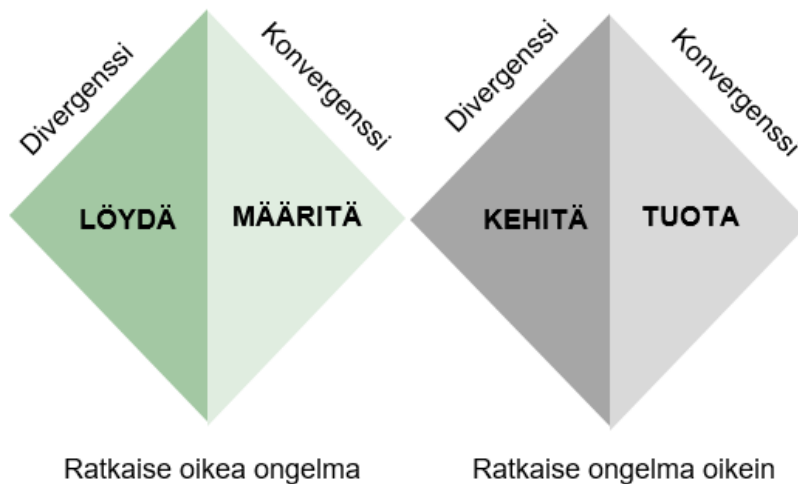 Divergenssi
Konvergenssi
Divergenssi
Konvergenssi
LÖYDÄ
MÄÄRITÄ
KEHITÄ
TUOTA
Ratkaise oikea ongelma
Ratkaise ongelma oikein